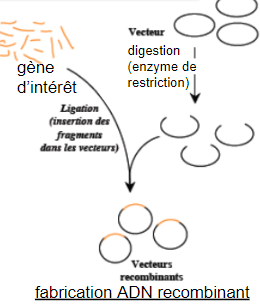 Vecteur
digestion
(enzyme de
restriction)
gène
d'intérêt
Ligation
(insertion des
fragments
dans les vecteurs)
Vecteurs
recombinants
fabrication ADN recombinant